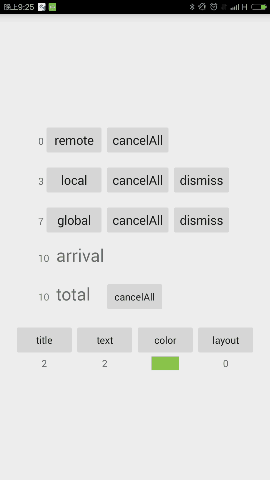 晚上9:25 H
0 remote cancelAll
3 local cancelAll dismiss
7 global cancelAll dismiss
10 arrival
10 total cancelAll
title text color layout
2 2 0